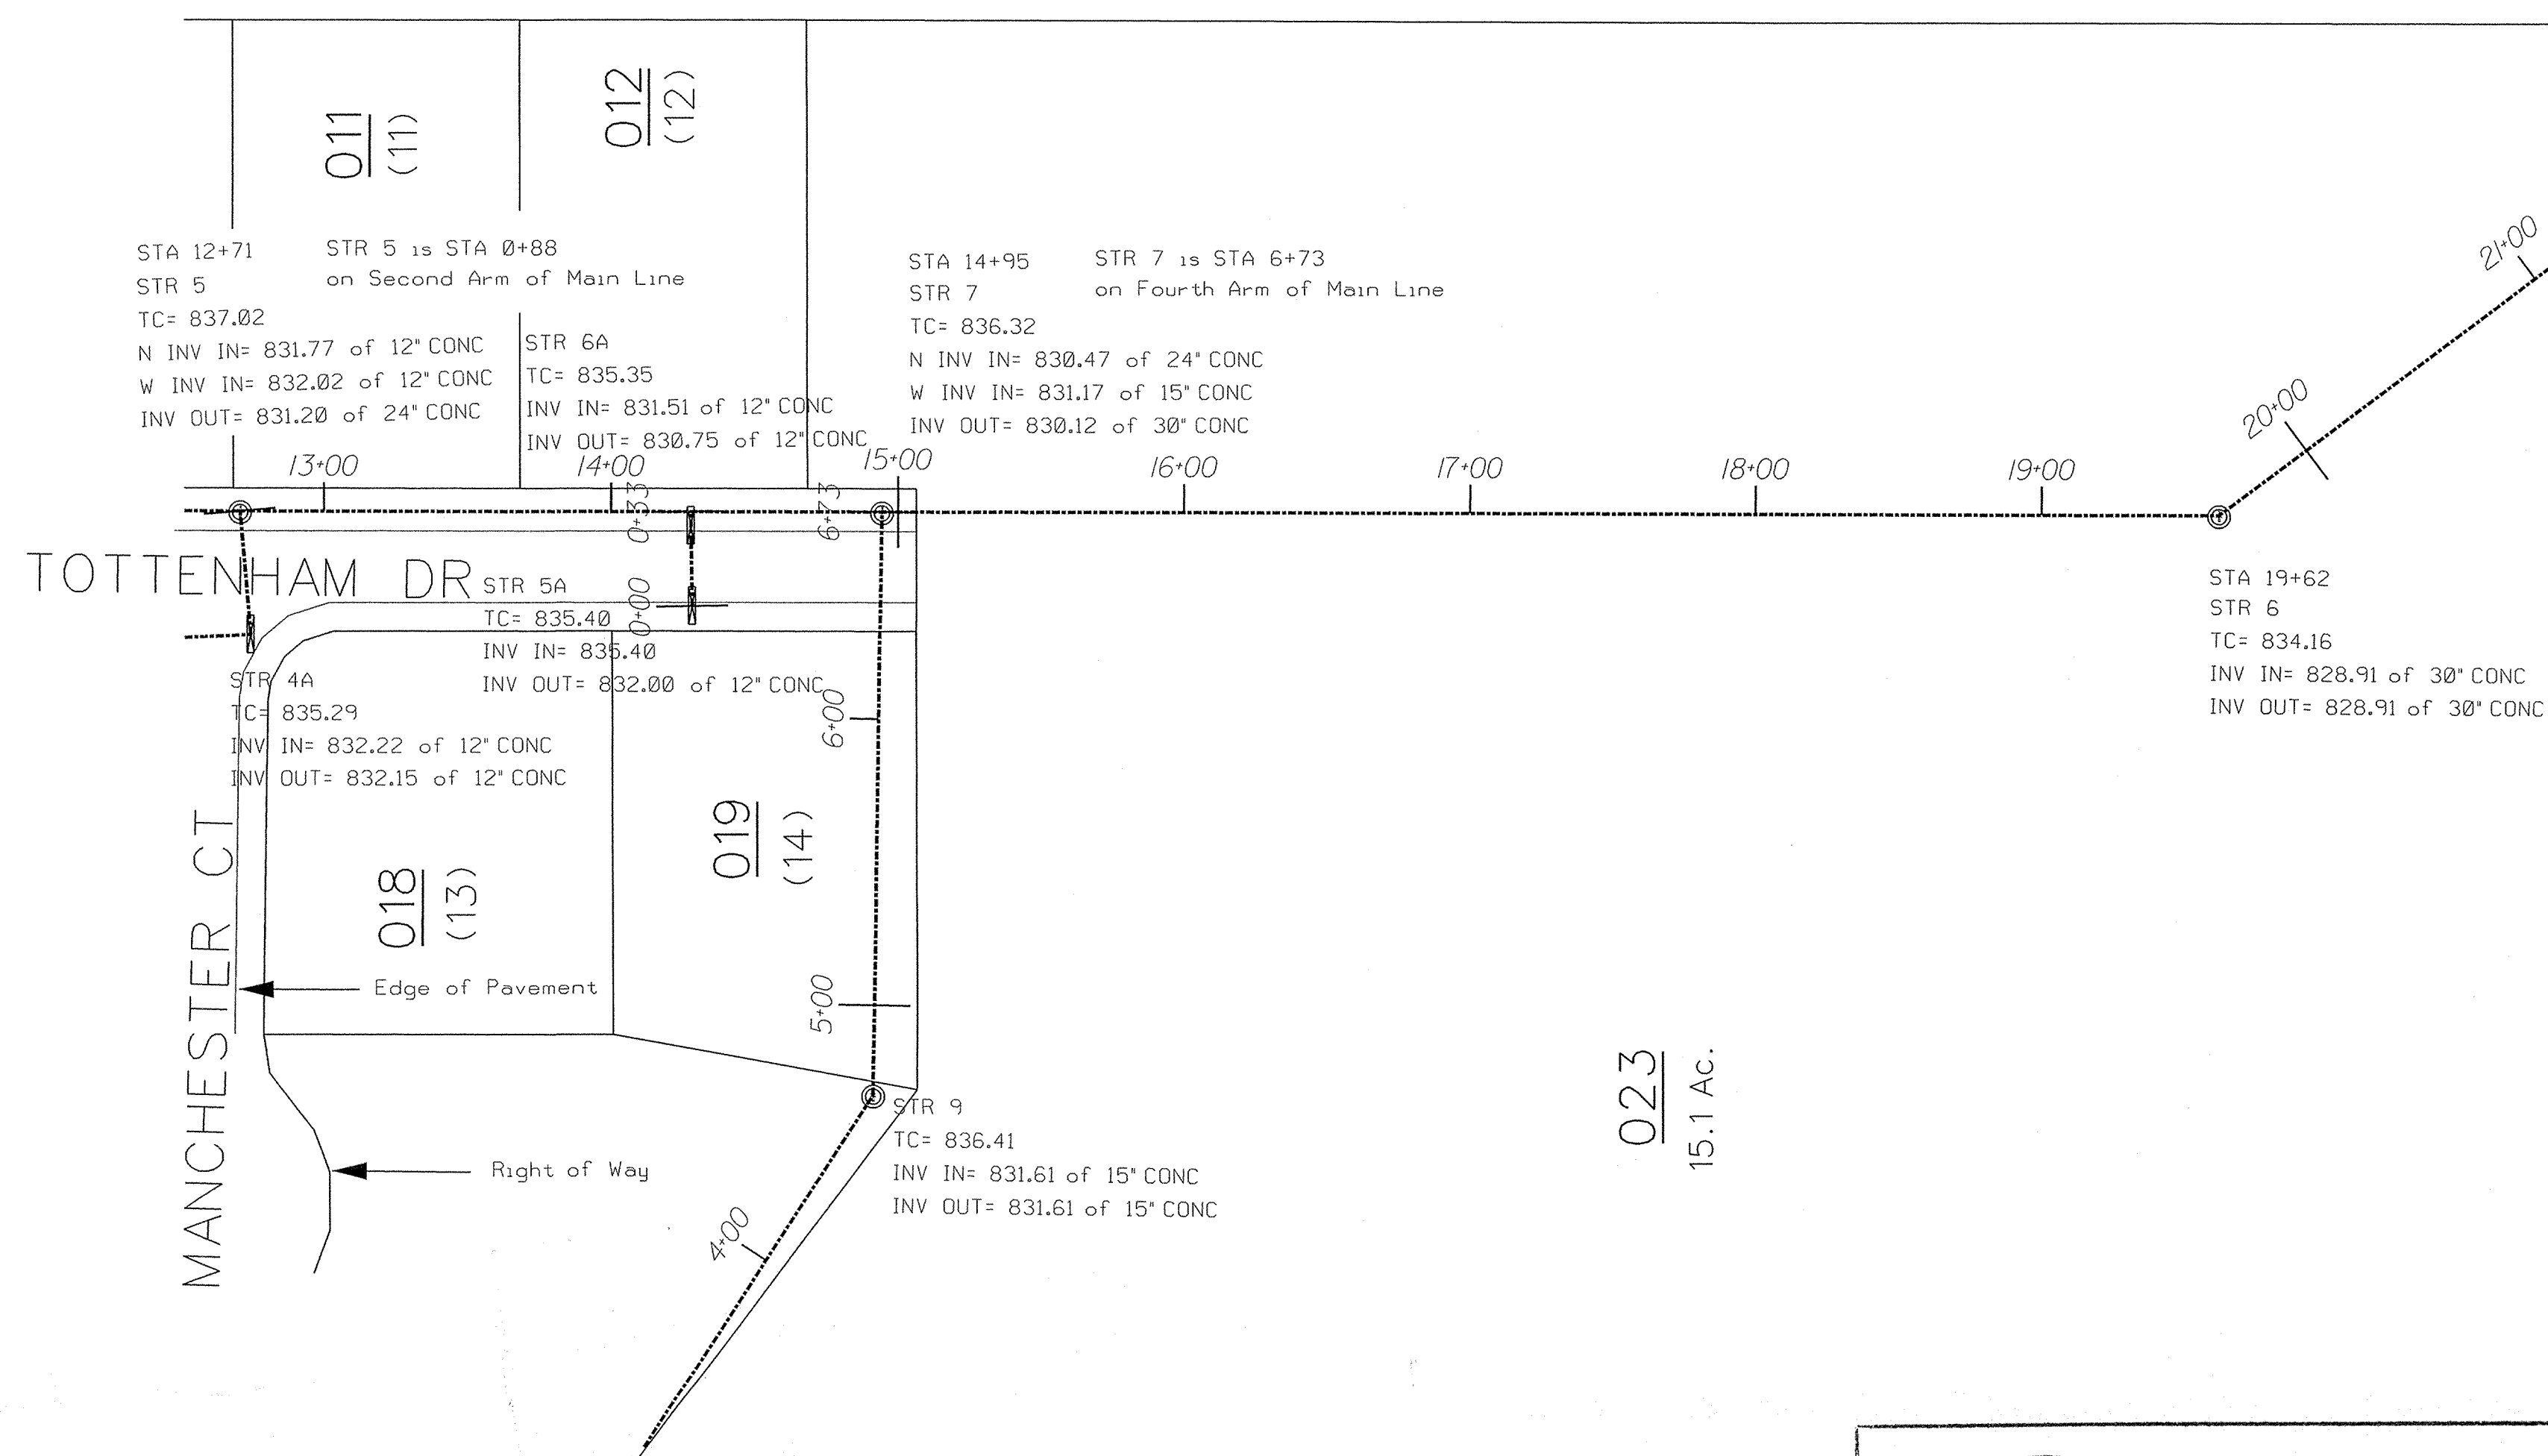 011
(11)
012
(12)
STA 12+71
STR 5
TC= 837.02
N INV IN= 831.77 of 12" CONC
W INV IN= 832.02 of 12" CONC
INV OUT= 831.20 of 24" CONC
STR 5 is STA 0+88
on Second Arm of Main Line
STR 6A
TC= 835.35
INV IN= 831.51 of 12" CONC
INV OUT= 830.75 of 12" CONC
STA 14+95
STR 7
TC= 836.32
N INV IN= 830.47 of 24" CONC
W INV IN= 831.17 of 15" CONC
INV OUT= 830.12 of 30" CONC
STR 7 is STA 6+73
on Fourth Arm of Main Line
13+00
14+00
15+00
16+00
17+00
18+00
19+00
20+00
21+00
0+33
6+73
TOTTENHAM DR
0+00
STR 5A
TC= 835.40
INV IN= 835.40
INV OUT= 832.00 of 12" CONC
STA 19+62
STR 6
TC= 834.16
INV IN= 828.91 of 30" CONC
INV OUT= 828.91 of 30" CONC
STR 4A
TC= 835.29
INV IN= 832.22 of 12" CONC
INV OUT= 832.15 of 12" CONC
6+00
MANCHESTER CT
018
(13)
019
(14)
5+00
Edge of Pavement
STR 9
TC= 836.41
INV IN= 831.61 of 15" CONC
INV OUT= 831.61 of 15" CONC
Right of Way
4+00
023
15.1 Ac.